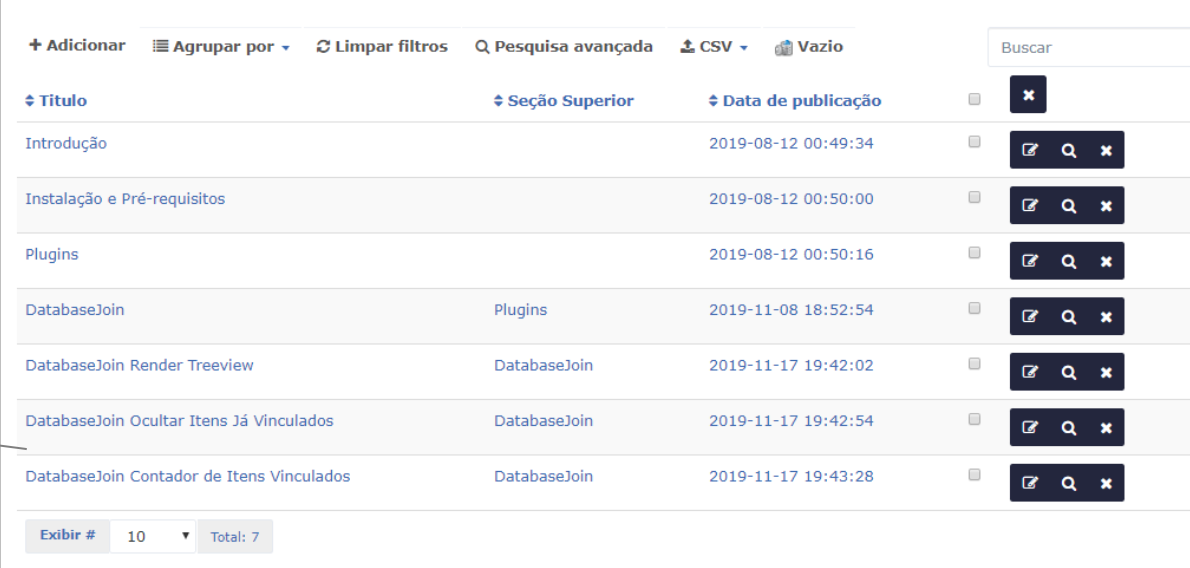 Adicionar Agrupar por Limpar filtros Pesquisa avançada CSV Vazio Buscar
Titulo Seção Superior Data de publicação
Introdução 2019-08-12 00:49:34
Instalação e Pré-requisitos 2019-08-12 00:50:00
Plugins 2019-08-12 00:50:16
DatabaseJoin Plugins 2019-11-08 18:52:54
DatabaseJoin Render Treeview DatabaseJoin 2019-11-17 19:42:02
DatabaseJoin Ocultar Itens Já Vinculados DatabaseJoin 2019-11-17 19:42:54
DatabaseJoin Contador de Itens Vinculados DatabaseJoin 2019-11-17 19:43:28
Exibir # 10 Total: 7